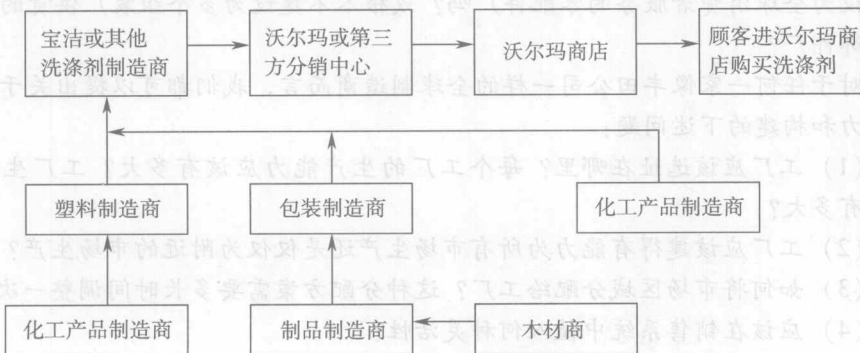 宝洁或其他
洗涤剂制造商
沃尔玛或第三
方分销中心
沃尔玛商店
顾客进沃尔玛商
店购买洗涤剂
塑料制造商
包装制造商
化工产品制造商
化工产品制造商
制品制造商
木材商